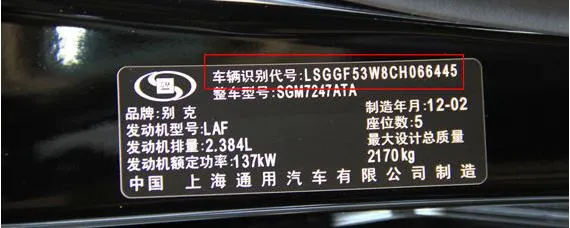 车辆识别代号:LSGGF53W8CH066445
整车型号:SGM7247ATA
品牌:别克
制造年月:12-02
发动机型号:LAF
座位数:5
发动机排量:2.384L
最大设计总质量
发动机额定功率:137kW
2170kg
中国 上海通用汽车有限公司制造
GM